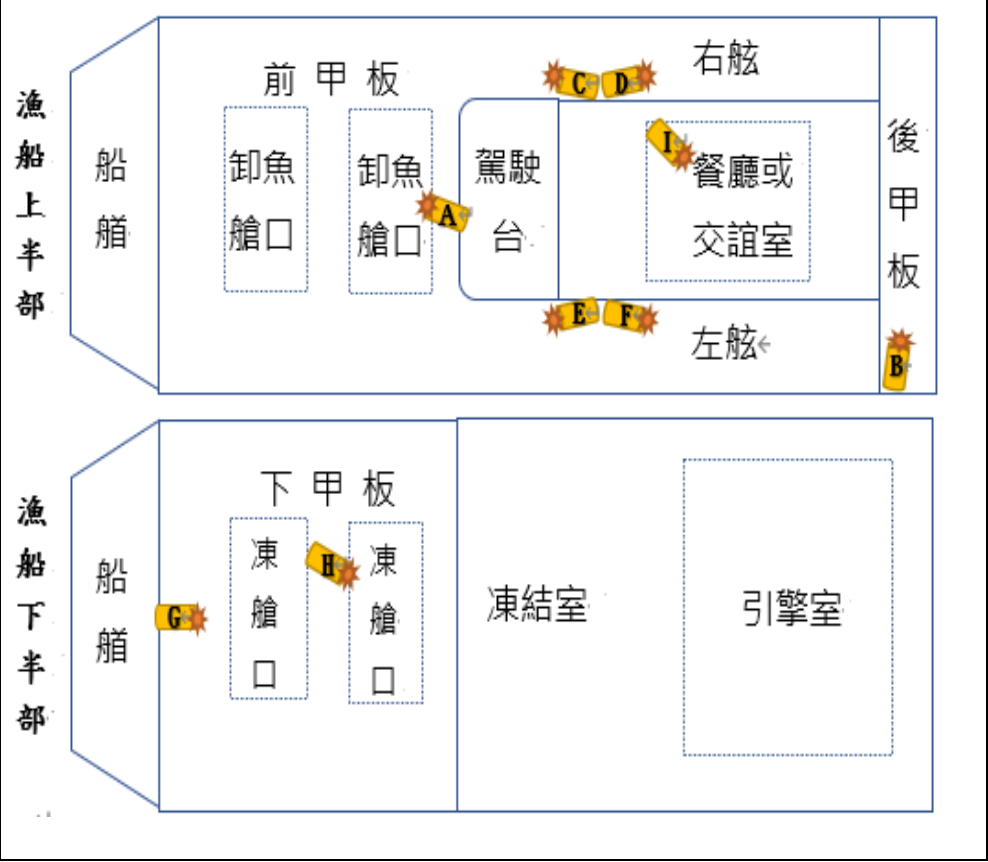 漁船上半部
船艏
前甲板
卸魚艙口
卸魚艙口
A
駕駛台
C
D
右舷
I
餐廳或
交誼室
E
F
左舷
後甲板
B
漁船下半部
船艏
G
下甲板
凍艙口
H
凍艙口
凍結室
引擎室